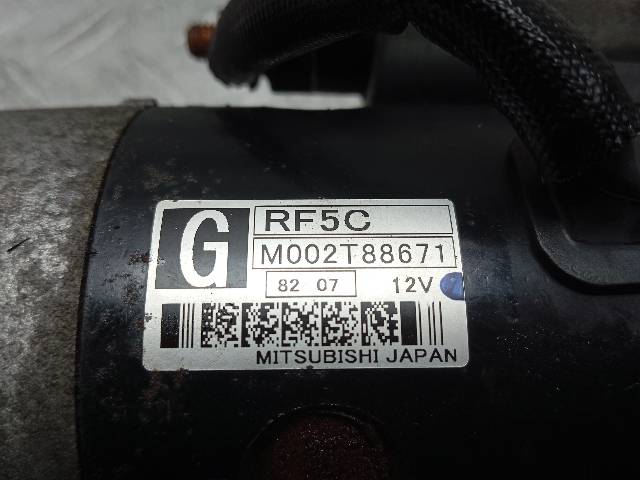 G
RF5C
M002T88671
82 07
12V
MITSUBISHI JAPAN